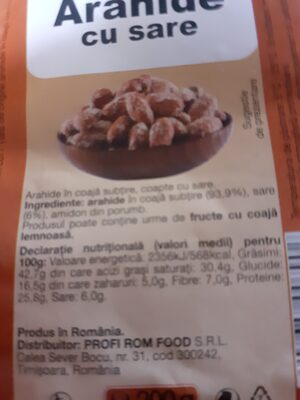 Arahide
cu sare
Sugestie
de prezentare
Arahide în coajă subțire, coapte cu sare.
Ingrediente: arahide în coajă subțire (93,9%), sare
(6%), amidon din porumb.
Produsul poate conține urme de fructe cu coajă
lemnoasă.
Declarație nutrițională (valori medii) pentru
100g: Valoare energetică: 2356kJ/568kcal, Grăsimi:
42,7g din care acizi grași saturați: 30,4g, Glucide:
16,5g din care zaharuri: 5,0g, Fibre: 7,0g, Proteine:
25,8g, Sare: 6,0g.
Produs în România.
Distribuitor: PROFI ROM FOOD S.R.L.
Calea Sever Bocu, nr. 31, cod 300242,
Timișoara, România
200g